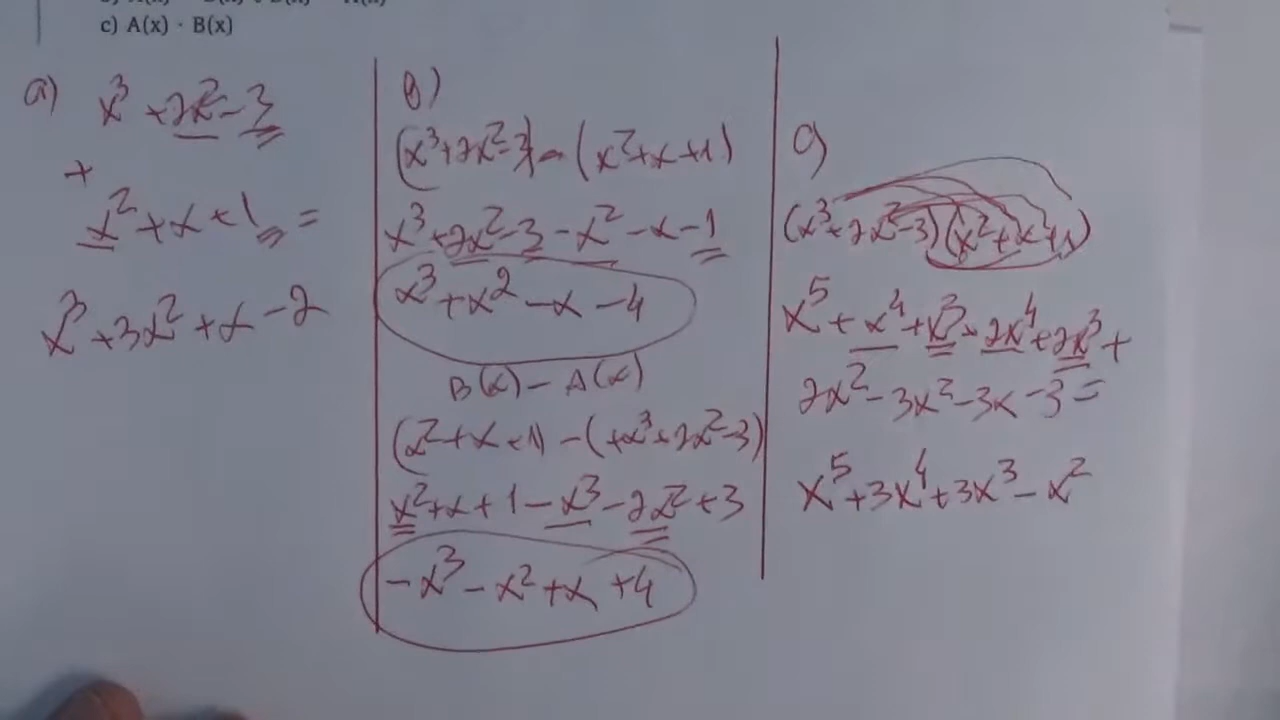 c) A(x) · B(x)
a) x³ + 2x² - 3
+
x² + x + 1 =
x³ + 3x² + x - 2
β)
(x³ + 2x² - 3) - (x² + x + 1)
x³ + 2x² - 3 - x² - x - 1
x³ + x² - x - 4
B(x) - A(x)
(x² + x + 1) - (+x³ + 2x² - 3)
x² + x + 1 - x³ - 2x² + 3
-x³ - x² + x + 4
c)
(x³ + 2x² - 3)(x² + x + 1)
x⁵ + x⁴ + x³ + 2x⁴ + 2x³ +
2x² - 3x² - 3x - 3 =
x⁵ + 3x⁴ + 3x³ - x²